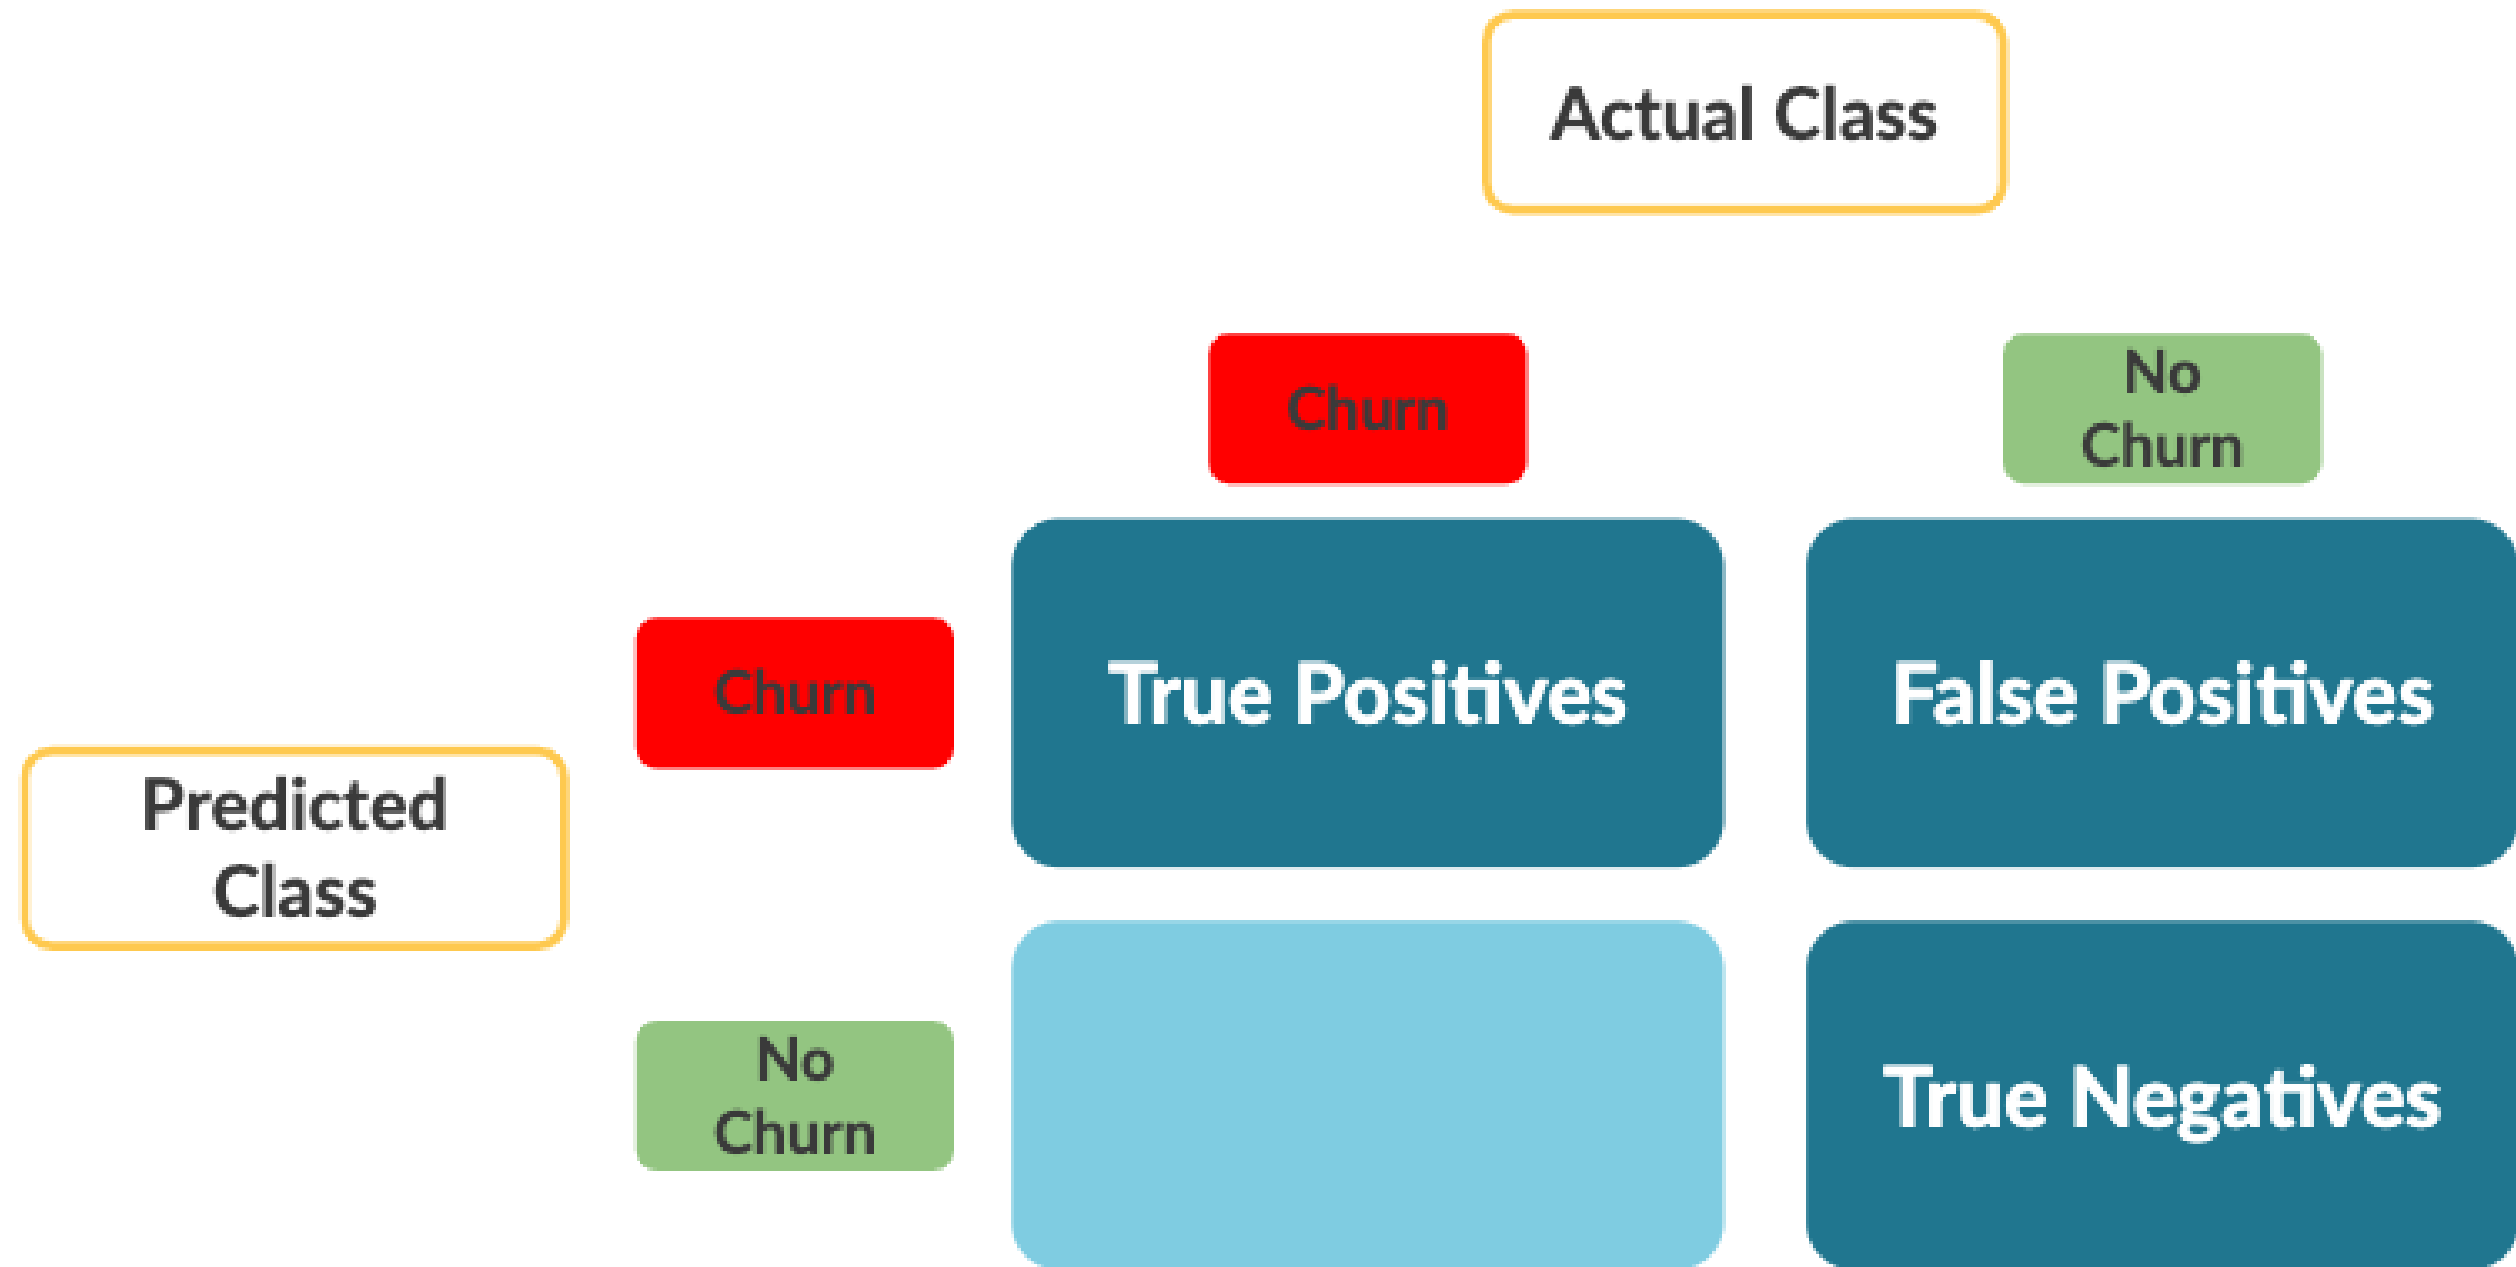 Actual Class
Churn
No
Churn
Churn
True Positives
False Positives
Predicted
Class
No
Churn
True Negatives